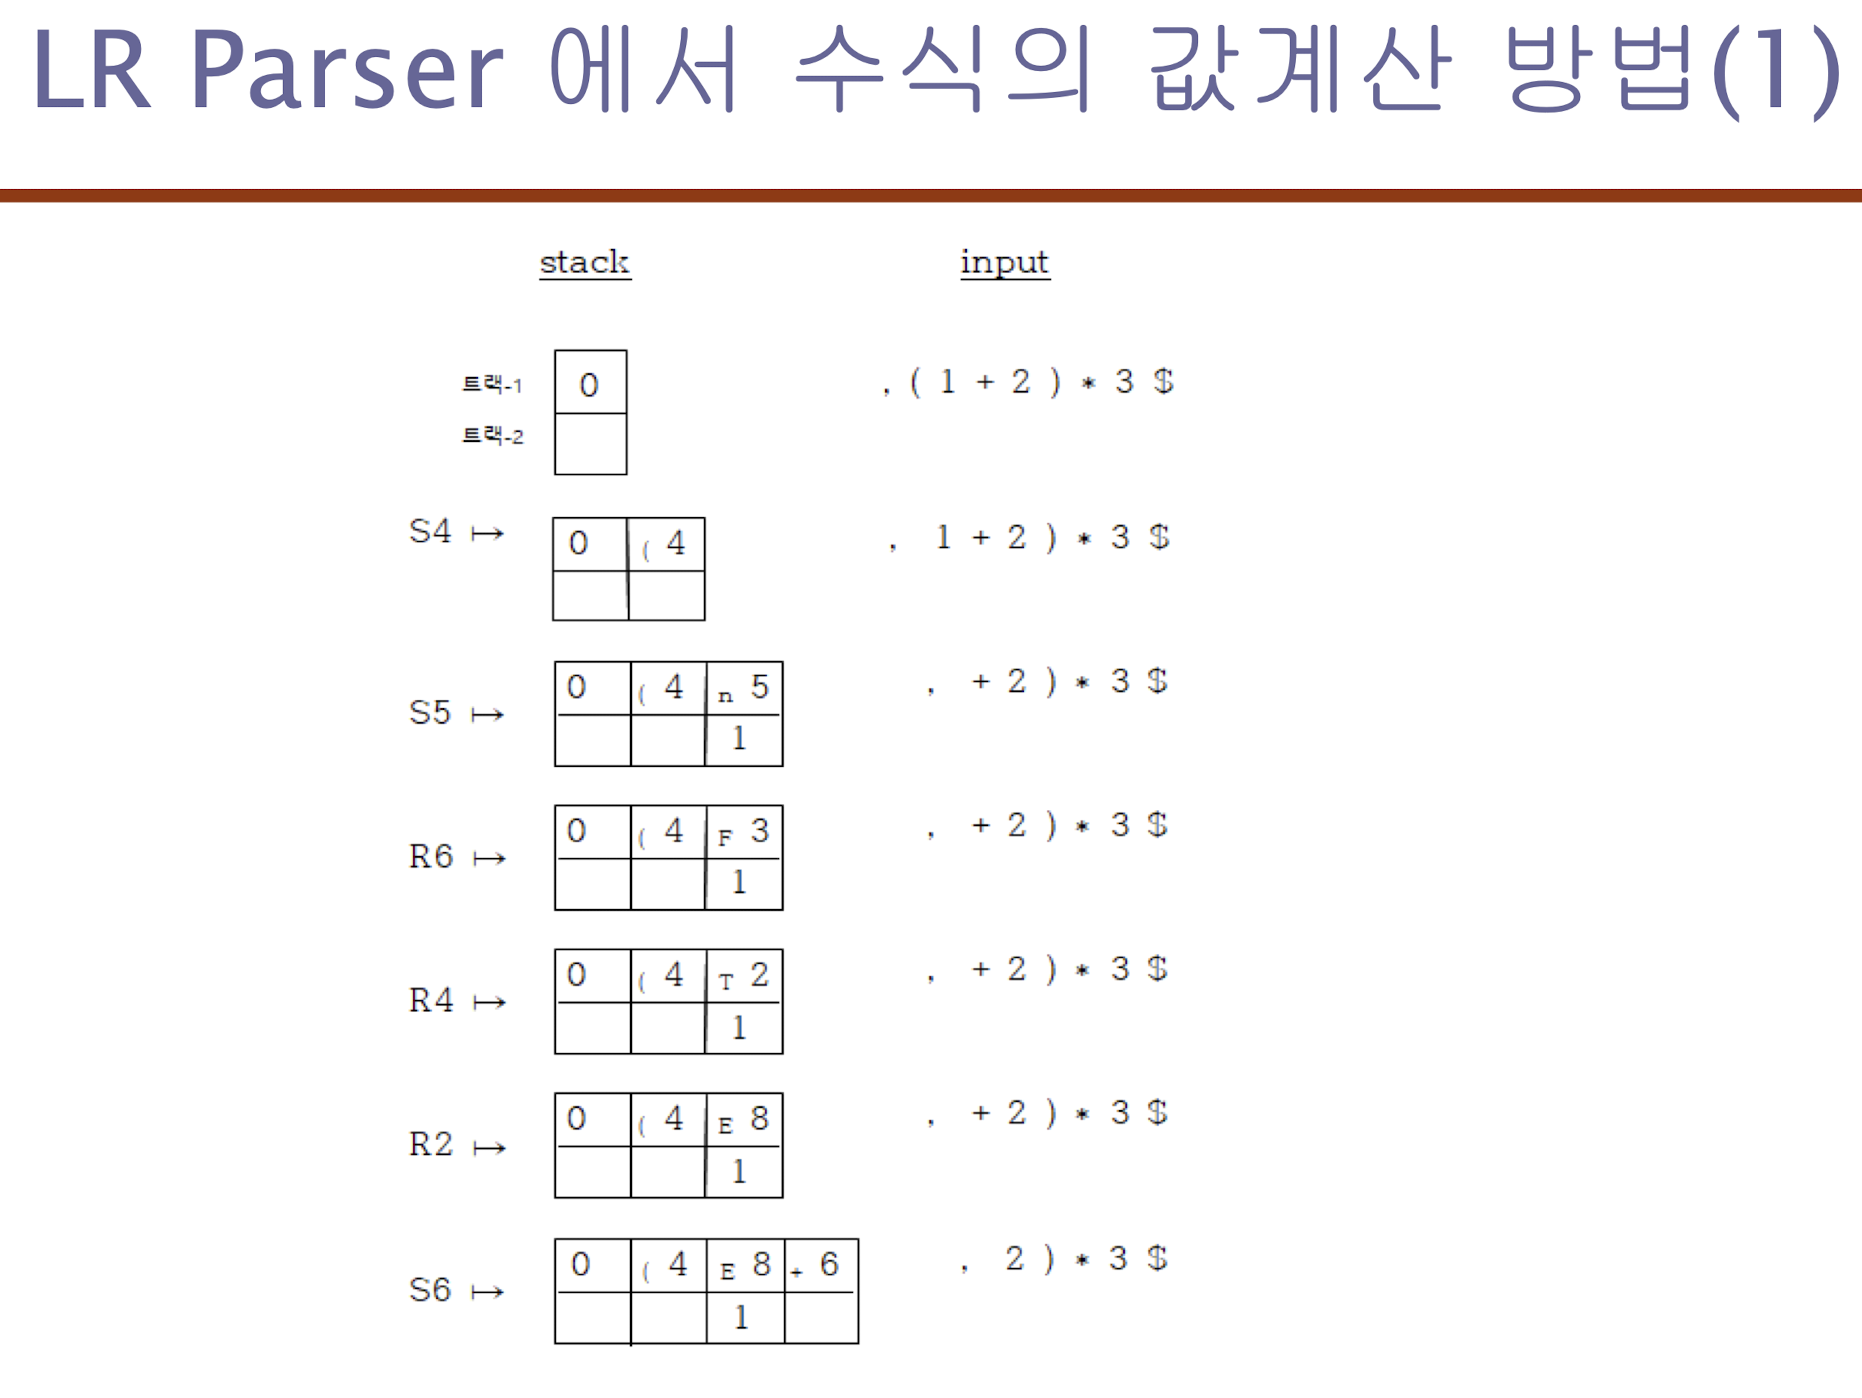 LR Parser 에서 수식의 값계산 방법(1)
stack input
트랙-1 0 , ( 1 + 2 ) * 3 $
트랙-2
S4 ↦ 0 ( 4 , 1 + 2 ) * 3 $
S5 ↦ 0 ( 4 n 5 , + 2 ) * 3 $
1
R6 ↦ 0 ( 4 F 3 , + 2 ) * 3 $
1
R4 ↦ 0 ( 4 T 2 , + 2 ) * 3 $
1
R2 ↦ 0 ( 4 E 8 , + 2 ) * 3 $
1
S6 ↦ 0 ( 4 E 8 + 6 , 2 ) * 3 $
1